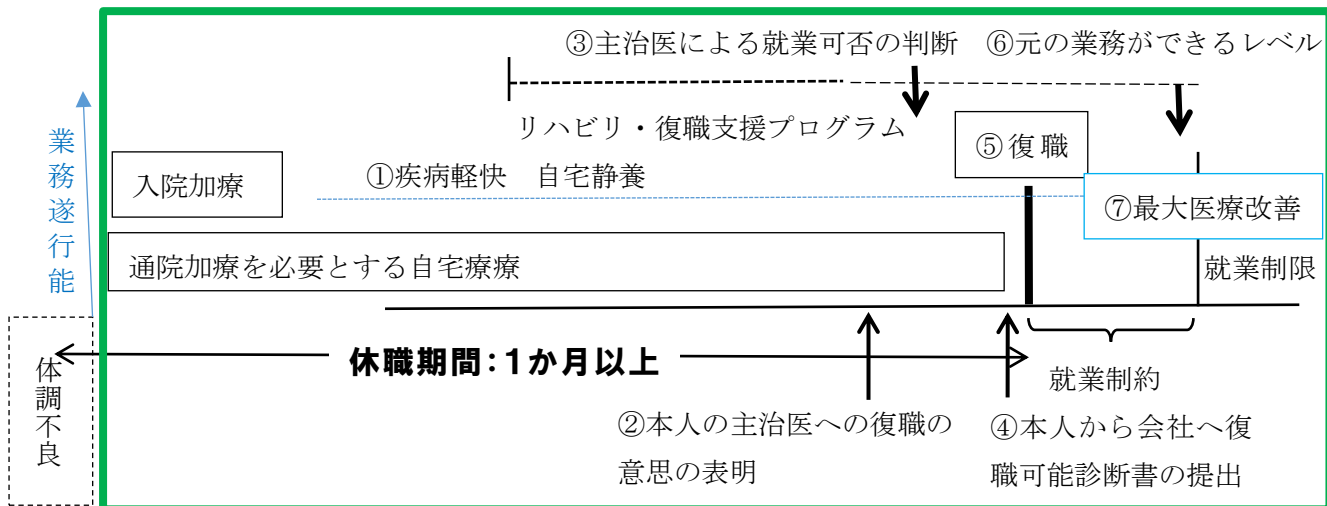 ③主治医による就業可否の判断
⑥元の業務ができるレベル
リハビリ・復職支援プログラム
⑤復職
業務遂行能
入院加療
①疾病軽快 自宅静養
⑦最大医療改善
通院加療を必要とする自宅療療
就業制限
体調不良
休職期間：1か月以上
就業制約
②本人の主治医への復職の
意思の表明
④本人から会社へ復
職可能診断書の提出